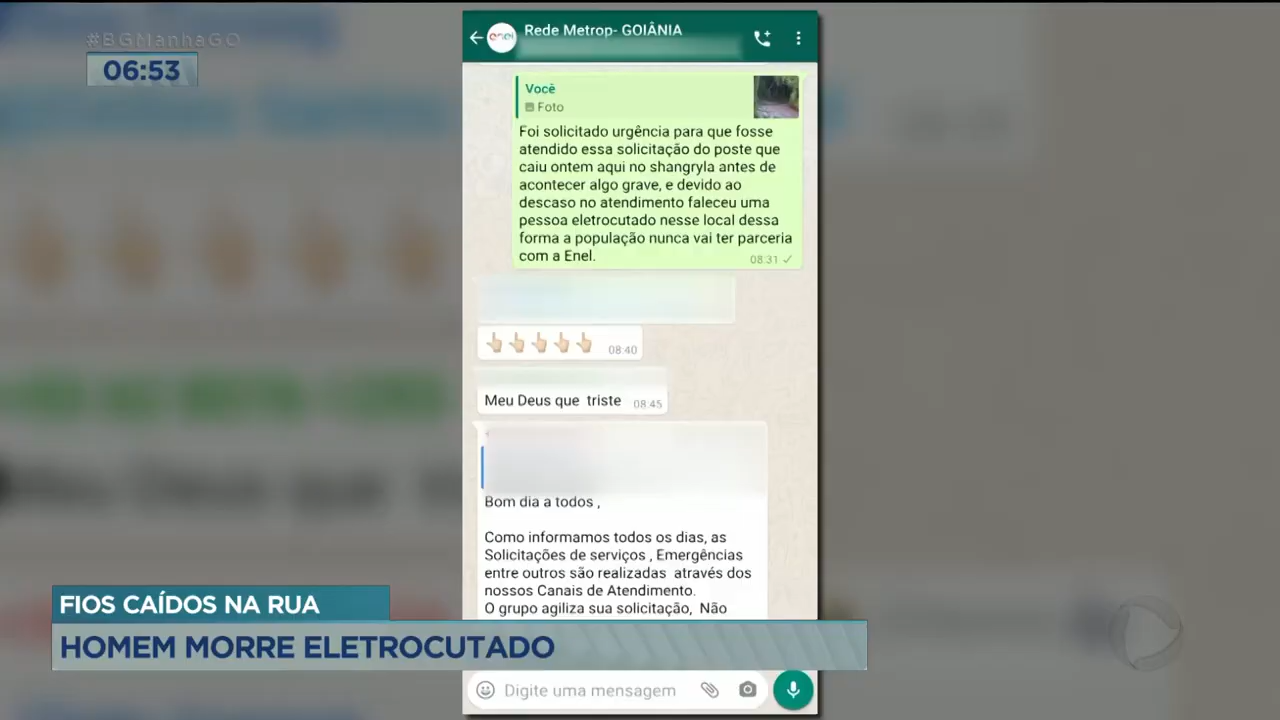 #BGManhaGO
06:53
enel
Rede Metrop- GOIÂNIA
Você
Foto
Foi solicitado urgência para que fosse
atendido essa solicitação do poste que
caiu ontem aqui no shangryla antes de
acontecer algo grave, e devido ao
descaso no atendimento faleceu uma
pessoa eletrocutado nesse local dessa
forma a população nunca vai ter parceria
com a Enel.
08:31
👆🏼👆🏼👆🏼👆🏼👆🏼 08:40
Meu Deus que triste 08:45
Bom dia a todos ,
Como informamos todos os dias, as
Solicitações de serviços , Emergências
entre outros são realizadas através dos
nossos Canais de Atendimento.
O grupo agiliza sua solicitação, Não
FIOS CAÍDOS NA RUA
HOMEM MORRE ELETROCUTADO
Digite uma mensagem